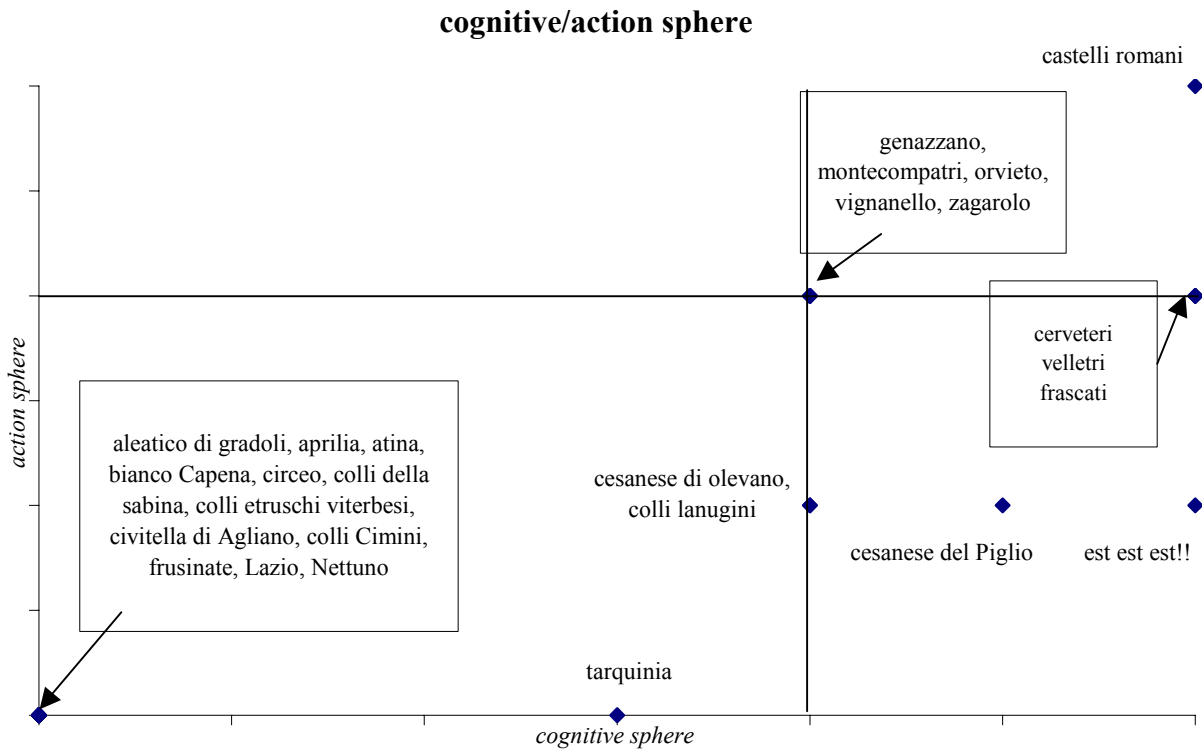 cognitive/action sphere
castelli romani
genazzano,
montecompatri, orvieto,
vignanello, zagarolo
cerveteri
velletri
frascati
action sphere
aleatico di gradoli, aprilia, atina,
bianco Capena, circeo, colli della
sabina, colli etruschi viterbesi,
civitella di Agliano, colli Cimini,
frusinate, Lazio, Nettuno
cesanese di olevano,
colli lanugini
cesanese del Piglio
est est est!!
tarquinia
cognitive sphere